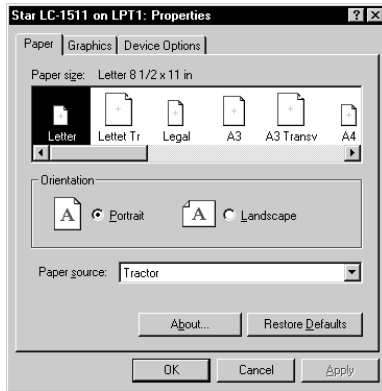 Star LC-1511 on LPT1: Properties
Paper Graphics Device Options
Paper size: Letter 8 1/2 x 11 in
Letter Lettet Tr Legal A3 A3 Transv A4
Orientation
A Portrait A Landscape
Paper source: Tractor
About... Restore Defaults
OK Cancel Apply